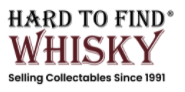 HARD TO FIND®
WHISKY
Selling Collectables Since 1991